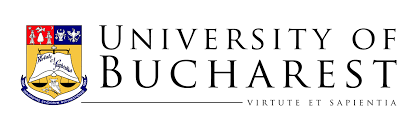 UNIVERSITY OF
BUCHAREST
VIRTUTE ET SAPIENTIA